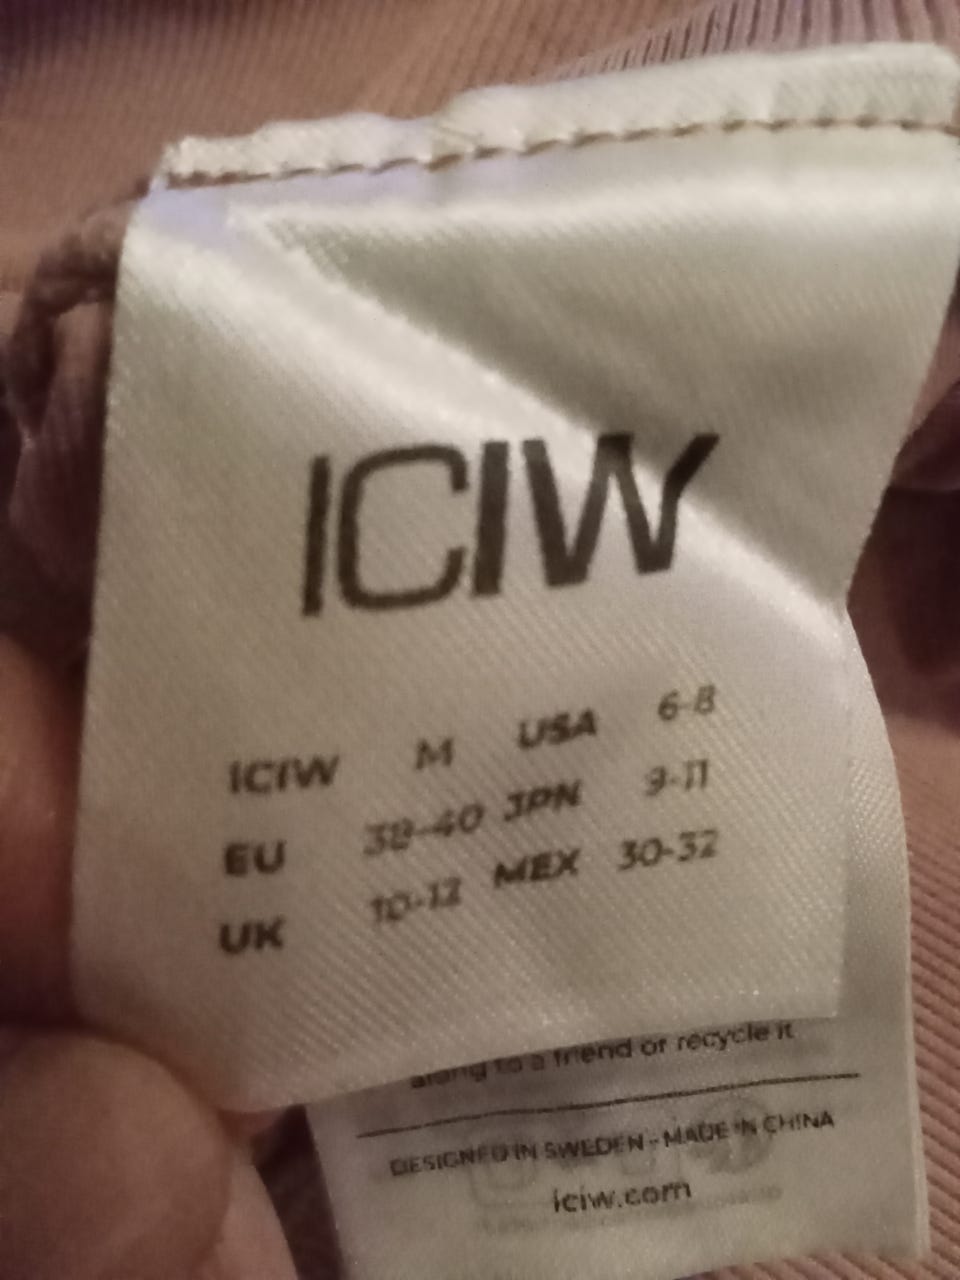 ICIW
ICIW M USA 6-8
EU 38-40 JPN 9-11
UK 10-12 MEX 30-32
along to a friend or recycle it
DESIGNED IN SWEDEN - MADE IN CHINA
iciw.com